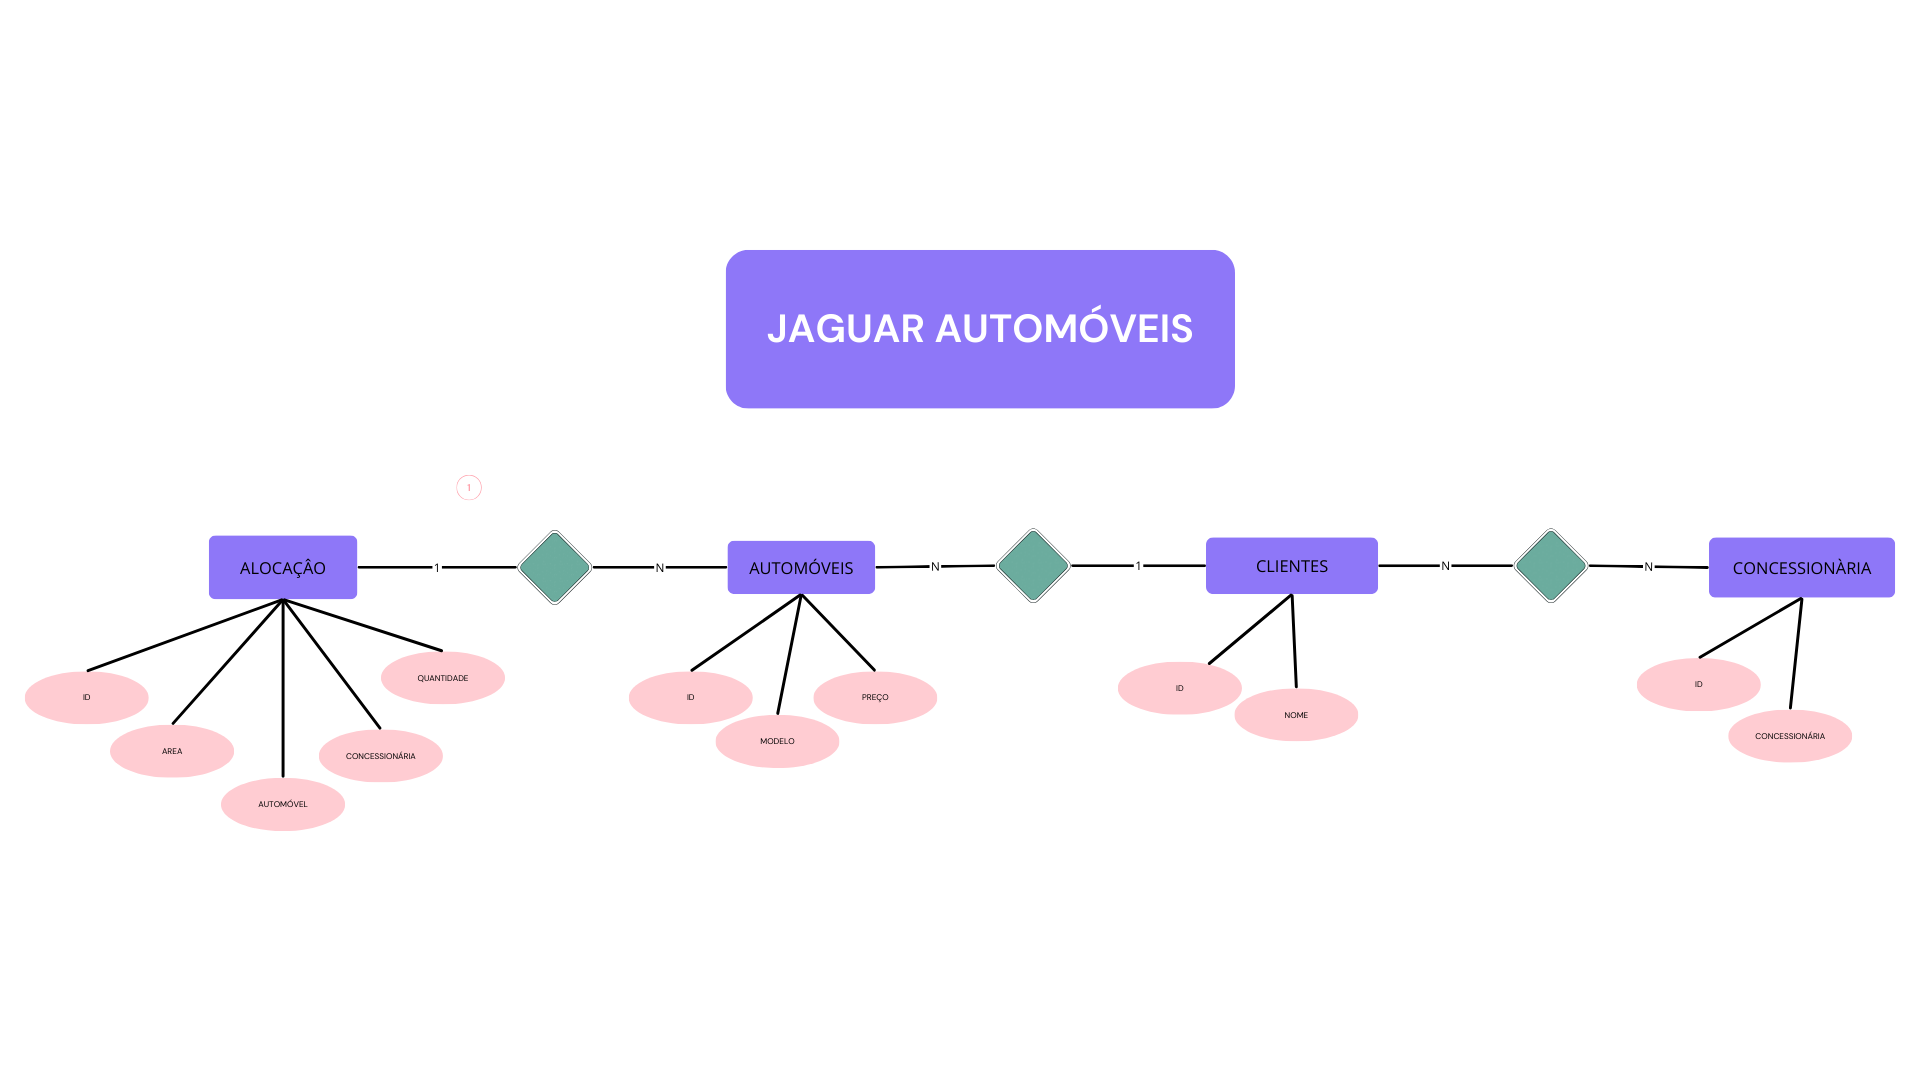 JAGUAR AUTOMÓVEIS
1
ALOCAÇÂO
1
N
AUTOMÓVEIS
N
1
CLIENTES
N
N
CONCESSIONÀRIA
ID
AREA
AUTOMÓVEL
CONCESSIONÁRIA
QUANTIDADE
ID
MODELO
PREÇO
ID
NOME
ID
CONCESSIONÁRIA